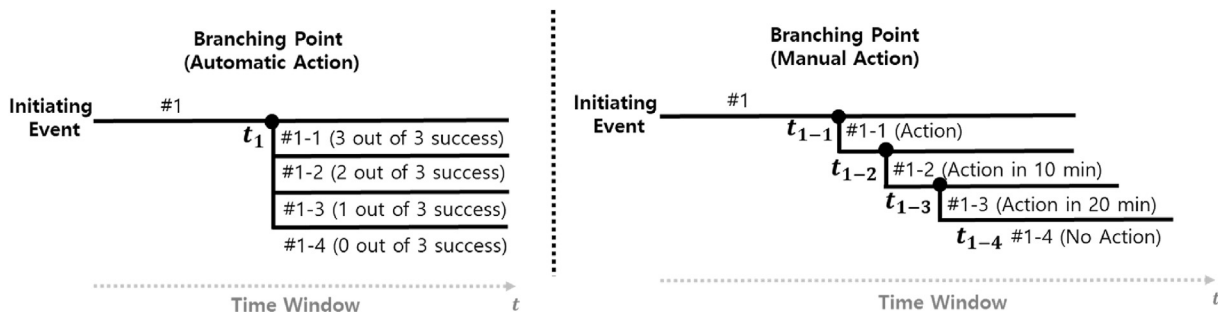 Branching Point
(Automatic Action)
Initiating
Event
#1
t₁
#1-1 (3 out of 3 success)
#1-2 (2 out of 3 success)
#1-3 (1 out of 3 success)
#1-4 (0 out of 3 success)
Time Window
t
Branching Point
(Manual Action)
Initiating
Event
#1
t₁₋₁
#1-1 (Action)
t₁₋₂
#1-2 (Action in 10 min)
t₁₋₃
#1-3 (Action in 20 min)
t₁₋₄ #1-4 (No Action)
Time Window
t